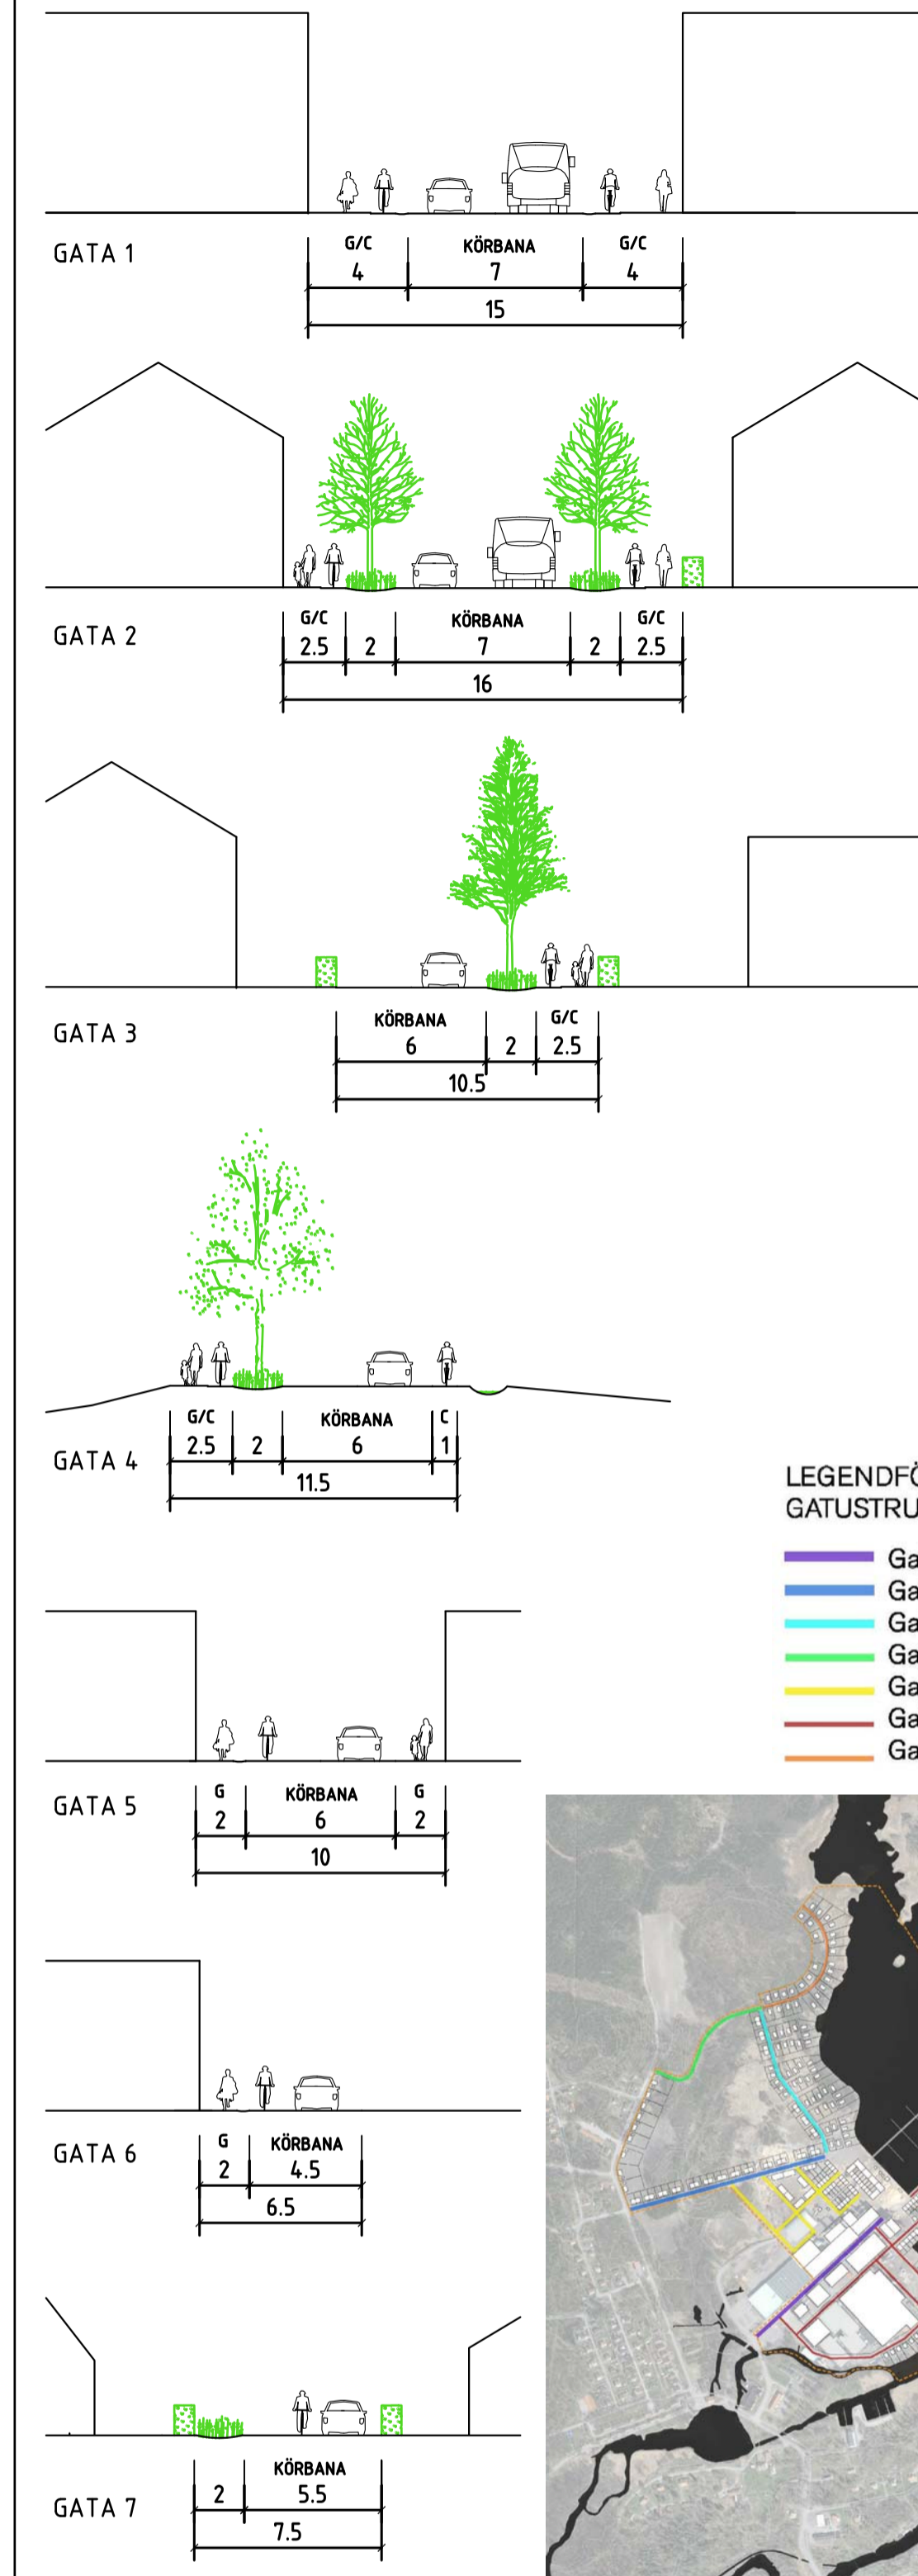 G/C KÖRBANA G/C
GATA 1
4 7 4
15
G/C KÖRBANA G/C
GATA 2
2.5 2 7 2 2.5
16
KÖRBANA G/C
GATA 3
6 2 2.5
10.5
G/C KÖRBANA C
2.5 2 6 1
GATA 4
11.5
LEGENDFÖ
GATUSTRU
Ga
Ga
Ga
Ga
Ga
Ga
Ga
G KÖRBANA G
GATA 5
2 6 2
10
G KÖRBANA
GATA 6
2 4.5
6.5
KÖRBANA
2 5.5
GATA 7
7.5